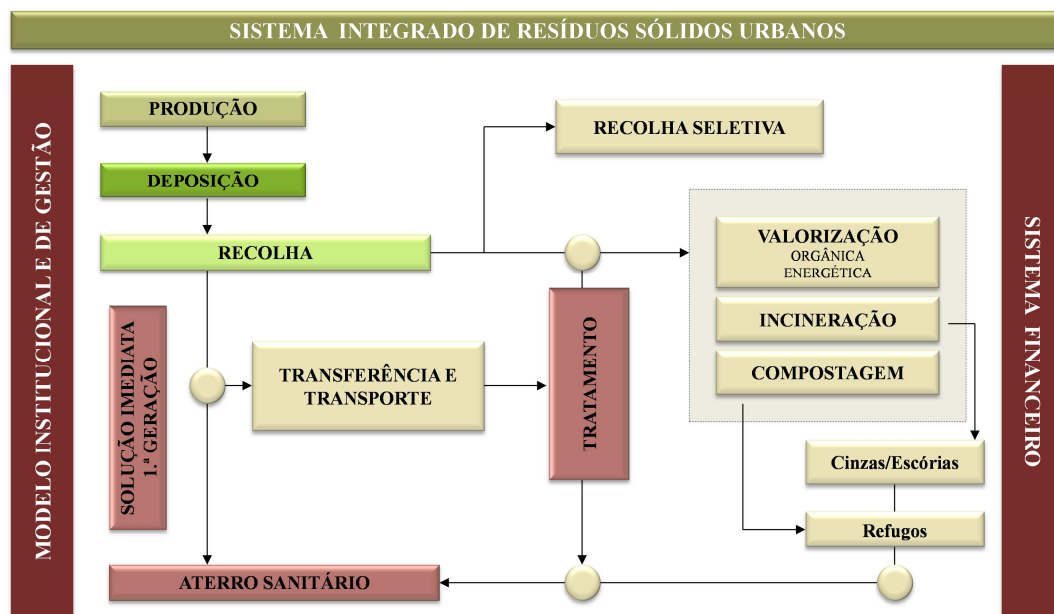 SISTEMA INTEGRADO DE RESÍDUOS SÓLIDOS URBANOS
MODELO INSTITUCIONAL E DE GESTÃO
PRODUÇÃO
RECOLHA SELETIVA
DEPOSIÇÃO
RECOLHA
VALORIZAÇÃO
ORGÂNICA
ENERGÉTICA
INCINERAÇÃO
COMPOSTAGEM
SOLUÇÃO IMEDIATA
1.ª GERAÇÃO
TRANSFERÊNCIA E
TRANSPORTE
TRATAMENTO
Cinzas/Escórias
Refugos
ATERRO SANITÁRIO
SISTEMA FINANCEIRO